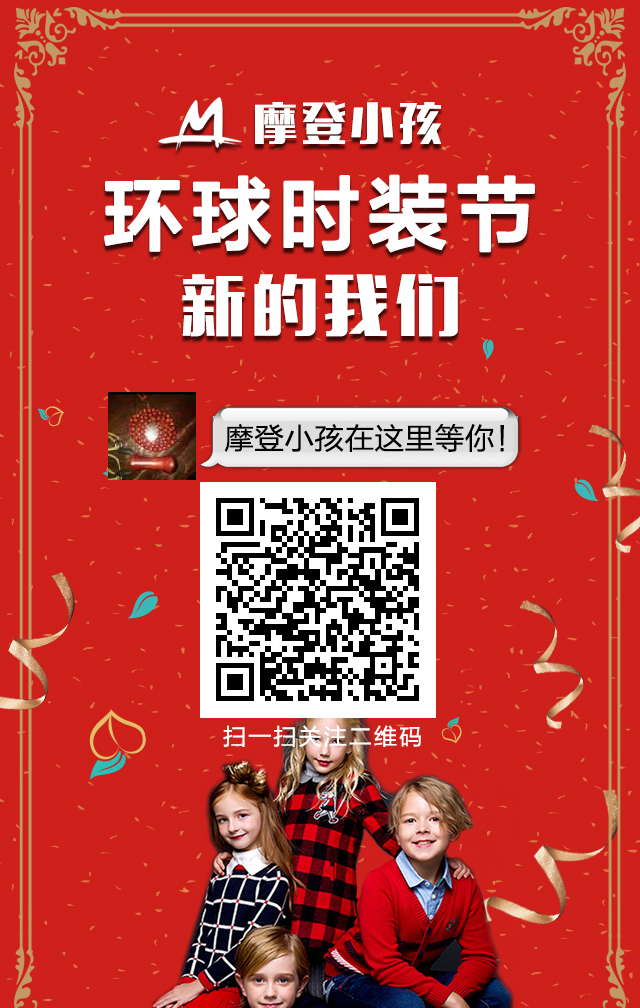 摩登小孩
环球时装节
新的我们
摩登小孩在这里等你!
扫一扫关注二维码